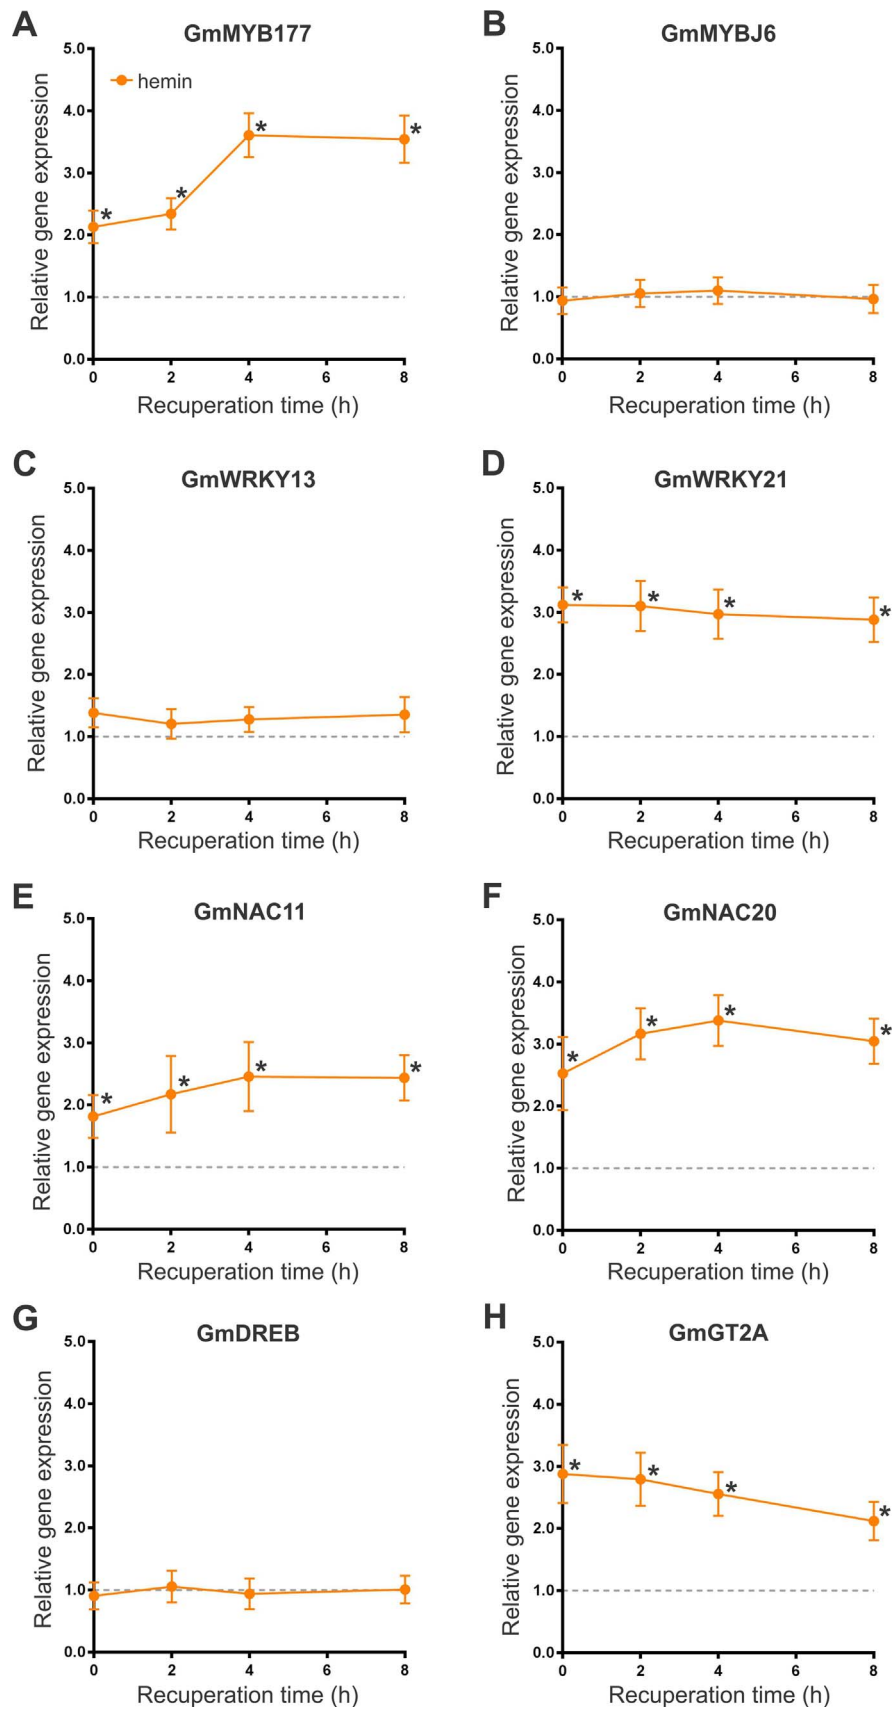 A
GmMYB177
5.0
4.0
3.0
2.0
1.0
0.0
Relative gene expression
hemin
*
*
*
*
0 2 4 6 8
Recuperation time (h)
B
GmMYBJ6
5.0
4.0
3.0
2.0
1.0
0.0
Relative gene expression
0 2 4 6 8
Recuperation time (h)
C
GmWRKY13
5.0
4.0
3.0
2.0
1.0
0.0
Relative gene expression
0 2 4 6 8
Recuperation time (h)
D
GmWRKY21
5.0
4.0
3.0
2.0
1.0
0.0
Relative gene expression
*
*
*
*
0 2 4 6 8
Recuperation time (h)
E
GmNAC11
5.0
4.0
3.0
2.0
1.0
0.0
Relative gene expression
*
*
*
*
0 2 4 6 8
Recuperation time (h)
F
GmNAC20
5.0
4.0
3.0
2.0
1.0
0.0
Relative gene expression
*
*
*
*
0 2 4 6 8
Recuperation time (h)
G
GmDREB
5.0
4.0
3.0
2.0
1.0
0.0
Relative gene expression
0 2 4 6 8
Recuperation time (h)
H
GmGT2A
5.0
4.0
3.0
2.0
1.0
0.0
Relative gene expression
*
*
*
*
0 2 4 6 8
Recuperation time (h)